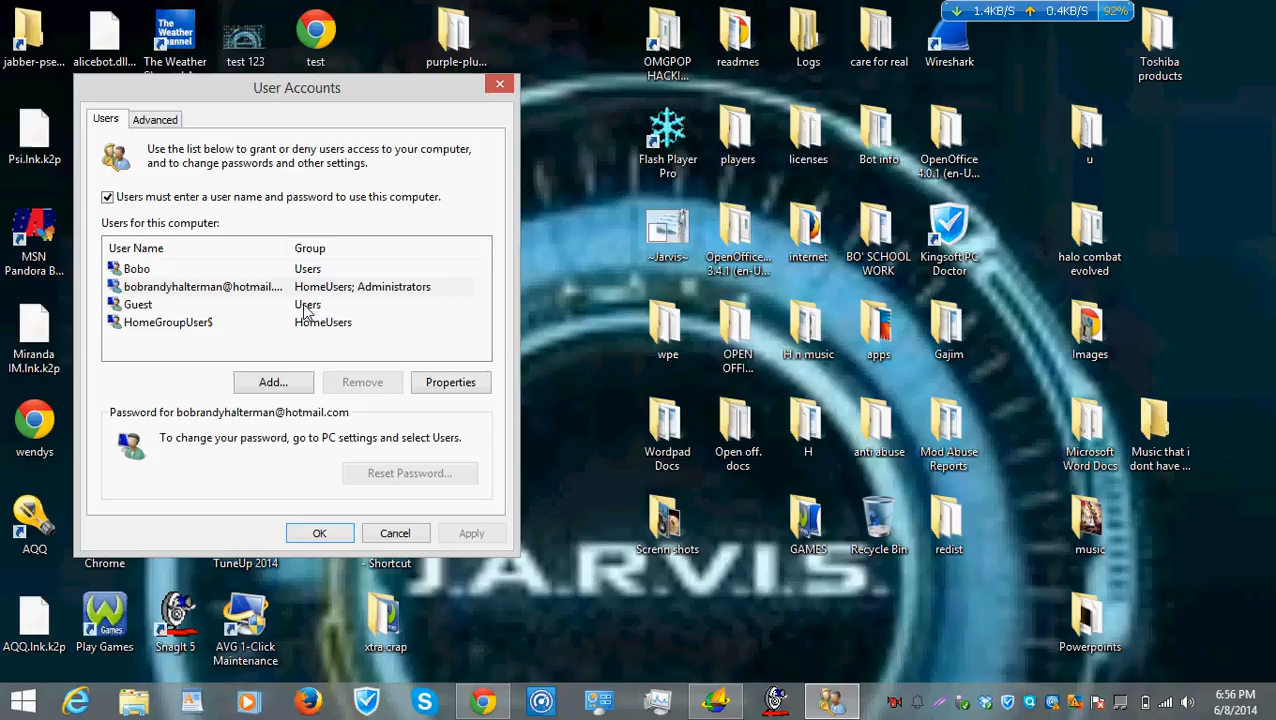 1.4KB/S 0.4KB/S 92%
jabber-pse...
alicebot.dll...
The Weather Channel
The Weather Channel A...
test 123
test
purple-plu...
OMGPOP HACK!...
readmes
Logs
care for real
Wireshark
Toshiba products
User Accounts
Users
Advanced
Use the list below to grant or deny users access to your computer,
and to change passwords and other settings.
Users must enter a user name and password to use this computer.
Users for this computer:
User Name Group
Bobo Users
bobrandyhalterman@hotmail.... HomeUsers; Administrators
Guest Users
HomeGroupUser$ HomeUsers
Add...
Remove
Properties
Password for bobrandyhalterman@hotmail.com
To change your password, go to PC settings and select Users.
Reset Password...
OK
Cancel
Apply
Psi.lnk.k2p
MSN Pandora B...
Miranda IM.lnk.k2p
wendys
AQQ
Chrome
TuneUp 2014
- Shortcut
Flash Player Pro
players
licenses
Bot info
OpenOffice 4.0.1 (en-U...
u
~Jarvis~
OpenOffice... 3.4.1 (en-U...
internet
BO' SCHOOL WORK
Kingsoft PC Doctor
halo combat evolved
wpe
OPEN OFFI...
H n music
apps
Gajim
Images
Wordpad Docs
Open off. docs
H
anti abuse
Mod Abuse Reports
Microsoft Word Docs
Music that i dont have ...
Screnn shots
GAMES
Recycle Bin
redist
music
J.A.R.V.I.S.
AQQ.lnk.k2p
Games
Play Games
SnagIt 5
AVG 1-Click Maintenance
xtra crap
Powerpoints
6:56 PM
6/8/2014